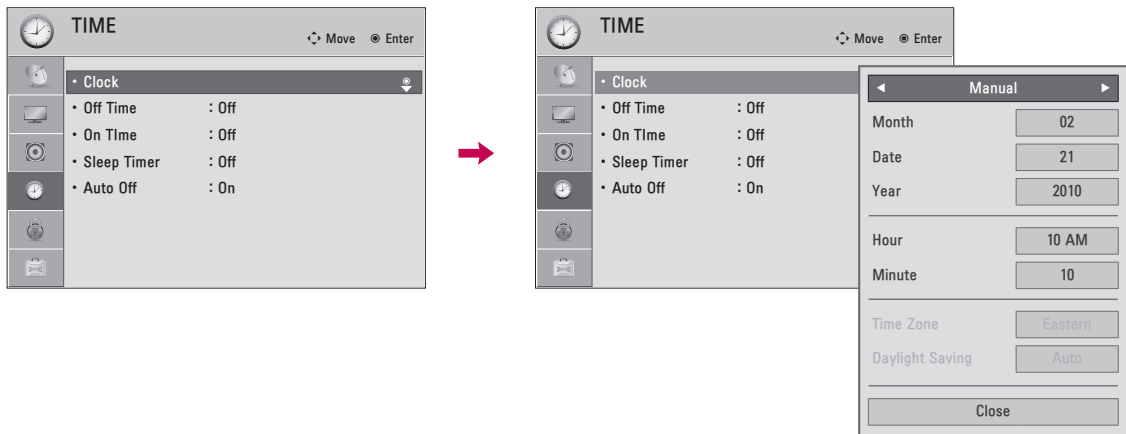 TIME
Move Enter
• Clock
• Off Time : Off
• On TIme : Off
• Sleep Timer : Off
• Auto Off : On
TIME
Move Enter
• Clock
• Off Time : Off
• On TIme : Off
• Sleep Timer : Off
• Auto Off : On
◀ Manual ▶
Month 02
Date 21
Year 2010
Hour 10 AM
Minute 10
Time Zone Eastern
Daylight Saving Auto
Close